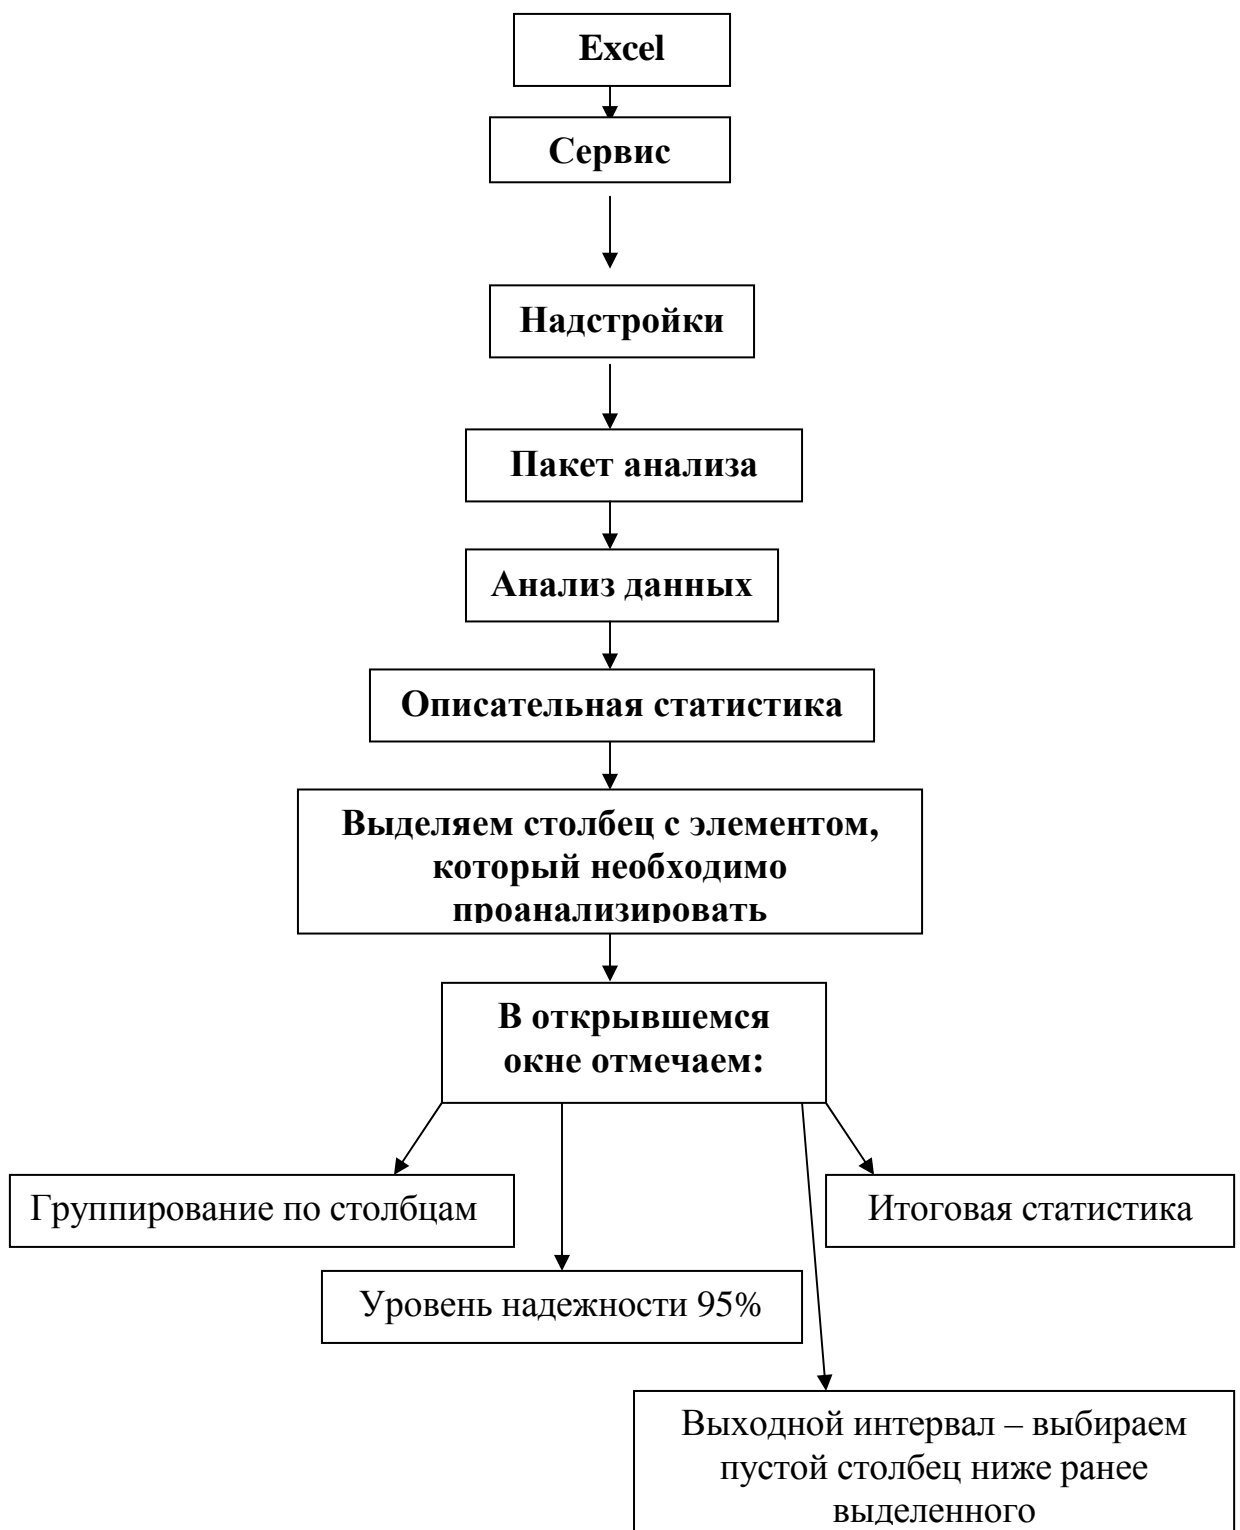 Excel
Сервис
Надстройки
Пакет анализа
Анализ данных
Описательная статистика
Выделяем столбец с элементом,
который необходимо
проанализировать
В открывшемся
окне отмечаем:
Группирование по столбцам
Итоговая статистика
Уровень надежности 95%
Выходной интервал – выбираем
пустой столбец ниже ранее
выделенного